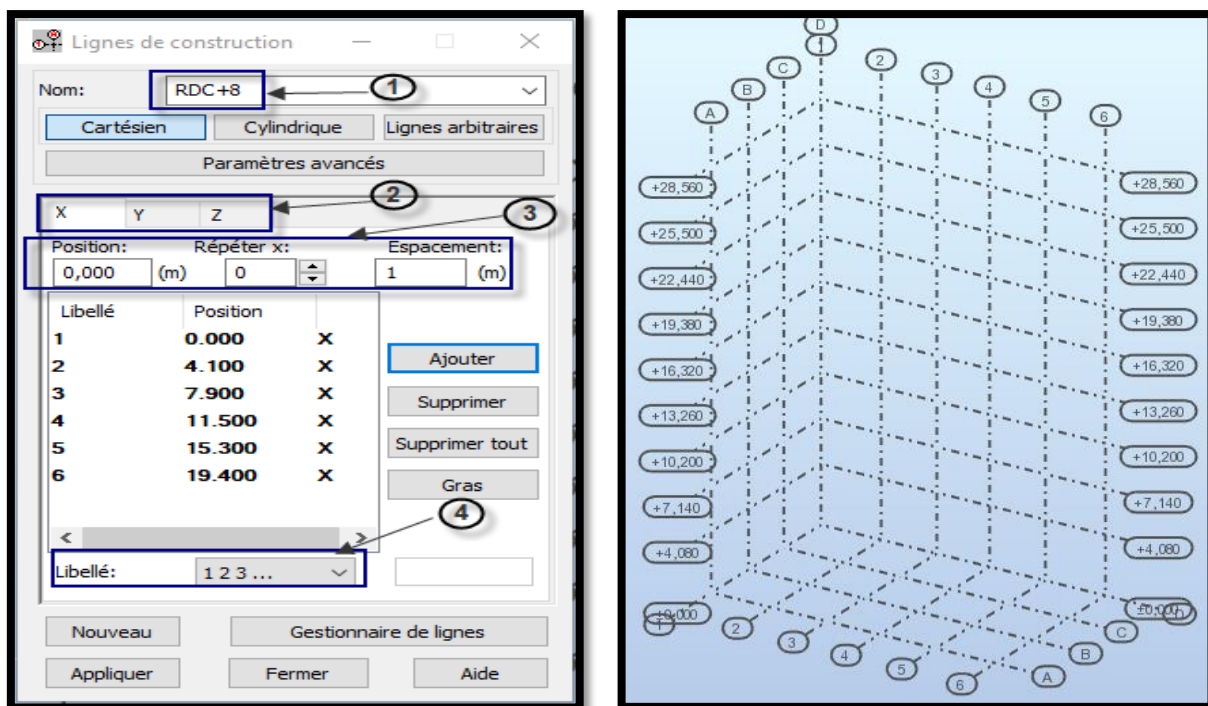 Lignes de construction
Nom: RDC+8 1
Cartésien Cylindrique Lignes arbitraires
Paramètres avancés
2
X Y Z
3
Position: Répéter x: Espacement:
0,000 (m) 0 1 (m)
Libellé Position
1 0.000 X
2 4.100 X
3 7.900 X
4 11.500 X
5 15.300 X
6 19.400 X
Ajouter
Supprimer
Supprimer tout
Gras
4
Libellé: 1 2 3 ...
Nouveau Gestionnaire de lignes
Appliquer Fermer Aide
D
1
C 2
B 3
A 4
5
6
+28,560 +28,560
+25,500 +25,500
+22,440 +22,440
+19,380 +19,380
+16,320 +16,320
+13,260 +13,260
+10,200 +10,200
+7,140 +7,140
+4,080 +4,080
±0,000 ±0,000 D
1 2 3 4 5 6
A B C